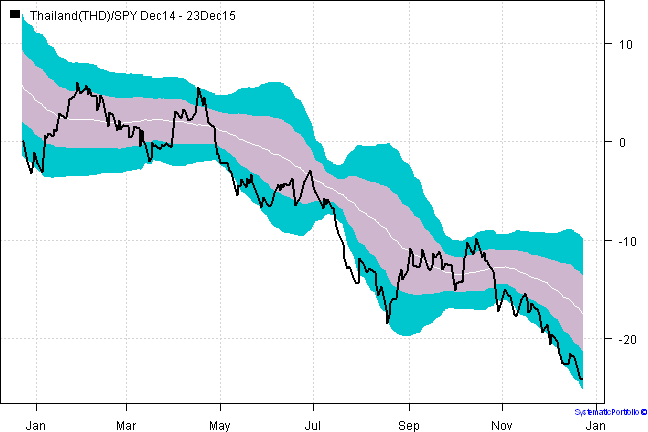 Thailand(THD)/SPY Dec14 - 23Dec15
10
0
-10
-20
Jan Mar May Jul Sep Nov Jan
SystematicPortfolio ©